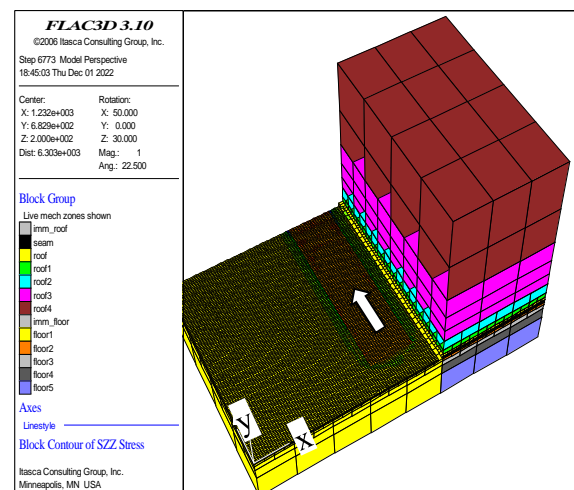 FLAC3D 3.10
©2006 Itasca Consulting Group, Inc.
Step 6773 Model Perspective
18:45:03 Thu Dec 01 2022
Center: Rotation:
X: 1.232e+003 X: 50.000
Y: 6.829e+002 Y: 0.000
Z: 2.000e+002 Z: 30.000
Dist: 6.303e+003 Mag.: 1
Ang.: 22.500
Block Group
Live mech zones shown
imm_roof
seam
roof
roof1
roof2
roof3
roof4
imm_floor
floor1
floor2
floor3
floor4
floor5
Axes
Linestyle
Block Contour of SZZ Stress
Itasca Consulting Group, Inc.
Minneapolis, MN USA
y
x